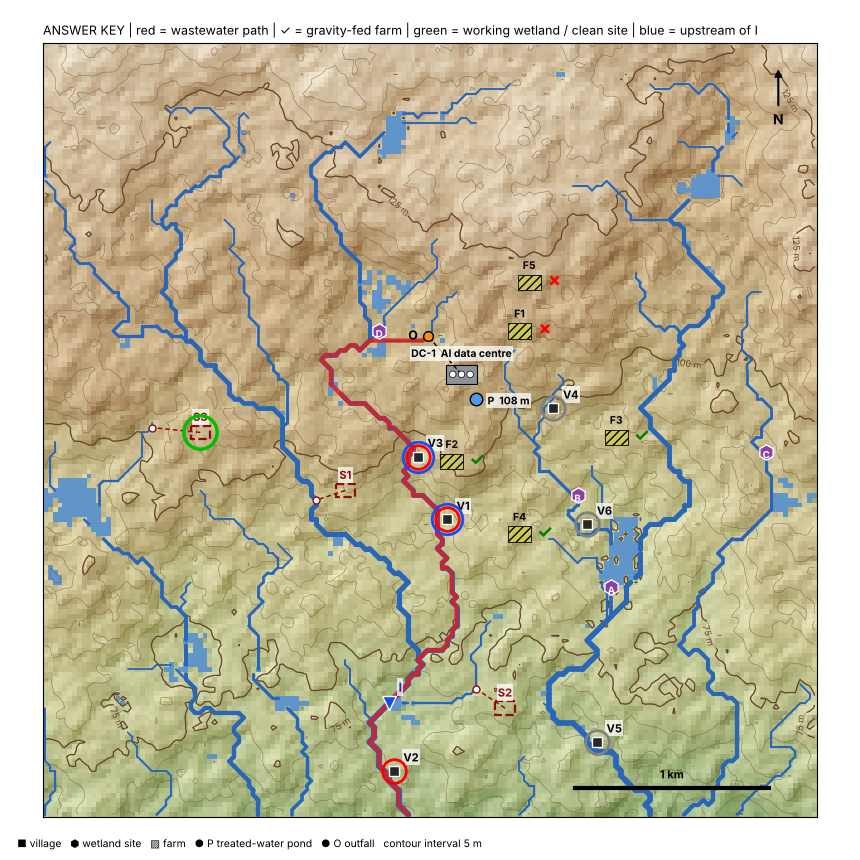 ANSWER KEY | red = wastewater path | ✓ = gravity-fed farm | green = working wetland / clean site | blue = upstream of I
125 m
N
125 m
125 m
F5
F1
D
O
DC-1 AI data centre
100 m
P 108 m
V4
F3
S3
V3
F2
C
S1
B
V1
F4
V6
A
75 m
I
S2
75 m
75 m
75 m
V5
V2
1 km
■ village ⬢ wetland site ▨ farm ● P treated-water pond ● O outfall contour interval 5 m